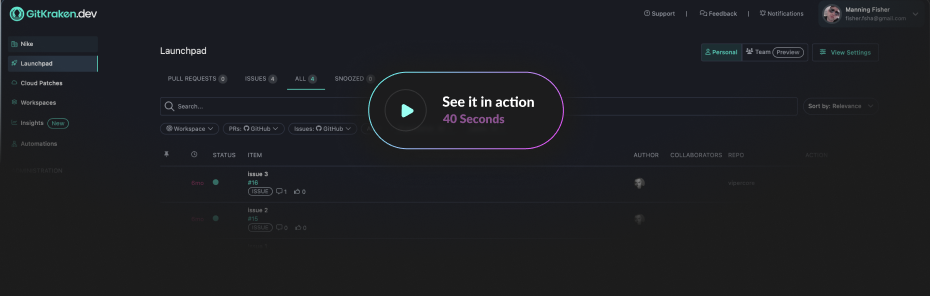 GitKraken.dev
Support | Feedback | Notifications
Manning Fisher
fisher.fisha@gmail.com
Nike
Launchpad
Cloud Patches
Workspaces
Insights New
Automations
Launchpad
Personal Team Preview View Settings
PULL REQUESTS 0 ISSUES 4 ALL 4 SNOOZED 0
See it in action
40 Seconds
Search...
Sort by: Relevance
Workspace PRs: GitHub Issues: GitHub
STATUS ITEM AUTHOR COLLABORATORS REPO ACTION
issue 3
#16
ISSUE 1 0
issue 2
#15
ISSUE 0 0